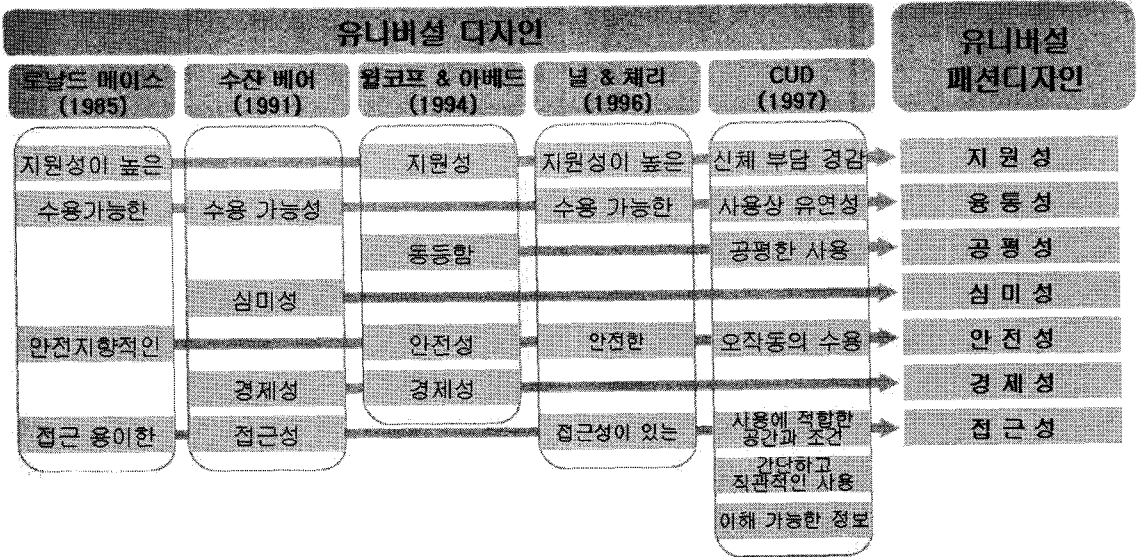 유니버설 디자인
유니버설
패션디자인
로날드 메이스
(1985)
수잔 베어
(1991)
윌코프 & 아베드
(1994)
널 & 체리
(1996)
CUD
(1997)
지원성이 높은
지원성
지원성이 높은
신체 부담 경감
지 원 성
수용가능한
수용 가능성
수용 가능한
사용상 유연성
융 통 성
동등함
공평한 사용
공 평 성
심미성
심 미 성
안전지향적인
안전성
안전한
오작동의 수용
안 전 성
경제성
경제성
경 제 성
접근 용이한
접근성
접근성이 있는
사용에 적합한
공간과 조건
접 근 성
간단하고
직관적인 사용
이해 가능한 정보